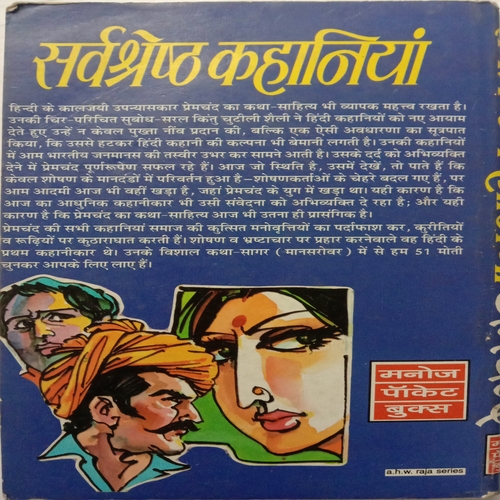 सर्वश्रेष्ठ कहानियां
हिन्दी के कालजयी उपन्यासकार प्रेमचंद का कथा-साहित्य भी व्यापक महत्त्व रखता है।
उनकी चिर-परिचित सुबोध-सरल किंतु चुटीली शैली ने हिंदी कहानियों को नए आयाम
देते हुए उन्हें न केवल पुख्ता नींव प्रदान की, बल्कि एक ऐसी अवधारणा का सूत्रपात
किया, कि उससे हटकर हिंदी कहानी की कल्पना भी बेमानी लगती है। उनकी कहानियों
में आम भारतीय जनमानस की तस्वीर उभर कर सामने आती है। उसके दर्द को अभिव्यक्ति
देने में प्रेमचंद पूर्णरूपेण सफल रहे हैं। आज जो स्थिति है, उसमें देखें, तो पाते हैं कि
केवल शोषण के मानदंडों में परिवर्तन हुआ है –शोषणकर्ताओं के चेहरे बदल गए हैं, पर
आम आदमी आज भी वहीं खड़ा है, जहां प्रेमचंद के युग में खड़ा था। यही कारण है कि
आज का आधुनिक कहानीकार भी उसी संवेदना को अभिव्यक्ति दे रहा है; और यही
कारण है कि प्रेमचंद का कथा-साहित्य आज भी उतना ही प्रासंगिक है।
प्रेमचंद की सभी कहानियां समाज की कुत्सित मनोवृत्तियों का पर्दाफाश कर, कुरीतियों
व रूढ़ियों पर कुठाराघात करती हैं। शोषण व भ्रष्टाचार पर प्रहार करनेवाले वह हिंदी के
प्रथम कहानीकार थे। उनके विशाल कथा-सागर (मानसरोवर) में से हम 51 मोती
चुनकर आपके लिए लाए हैं।
मनोज
पॉकेट
बुक्स
a.h.w. raja series